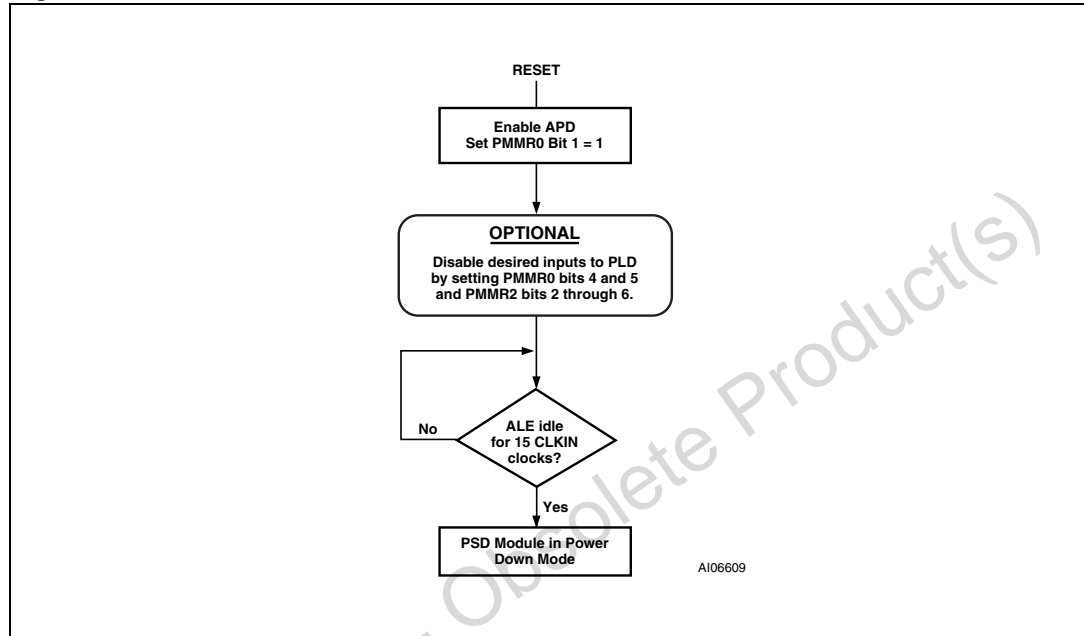 RESET
Enable APD
Set PMMR0 Bit 1 = 1
OPTIONAL
Disable desired inputs to PLD
by setting PMMR0 bits 4 and 5
and PMMR2 bits 2 through 6.
No
ALE idle
for 15 CLKIN
clocks?
Yes
PSD Module in Power
Down Mode
AI06609
Obsolete Product(s)